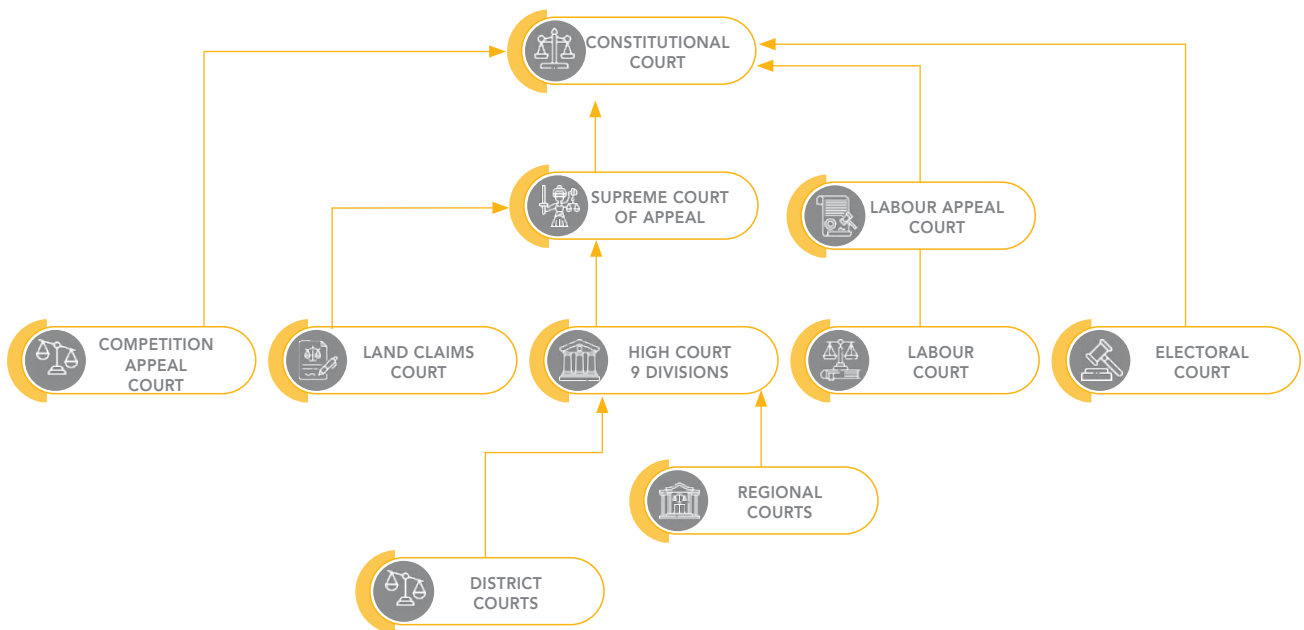 CONSTITUTIONAL
COURT
SUPREME COURT
OF APPEAL
LABOUR APPEAL
COURT
COMPETITION
APPEAL
COURT
LAND CLAIMS
COURT
HIGH COURT
9 DIVISIONS
LABOUR
COURT
ELECTORAL
COURT
REGIONAL
COURTS
DISTRICT
COURTS